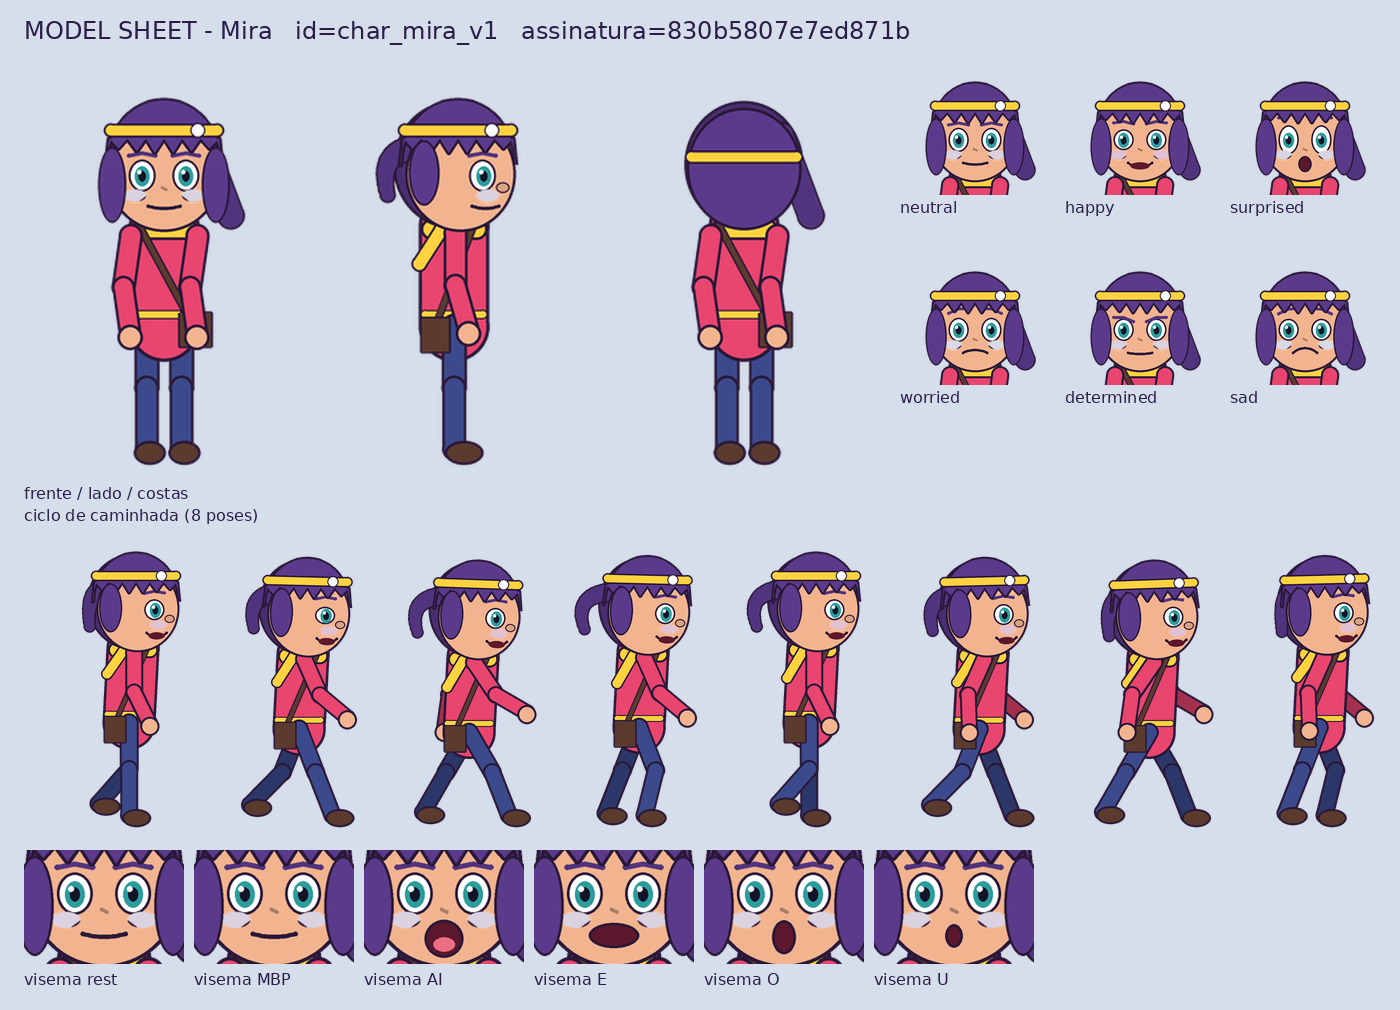 MODEL SHEET - Mira   id=char_mira_v1   assinatura=830b5807e7ed871b
neutral
happy
surprised
worried
determined
sad
frente / lado / costas
ciclo de caminhada (8 poses)
visema rest
visema MBP
visema AI
visema E
visema O
visema U